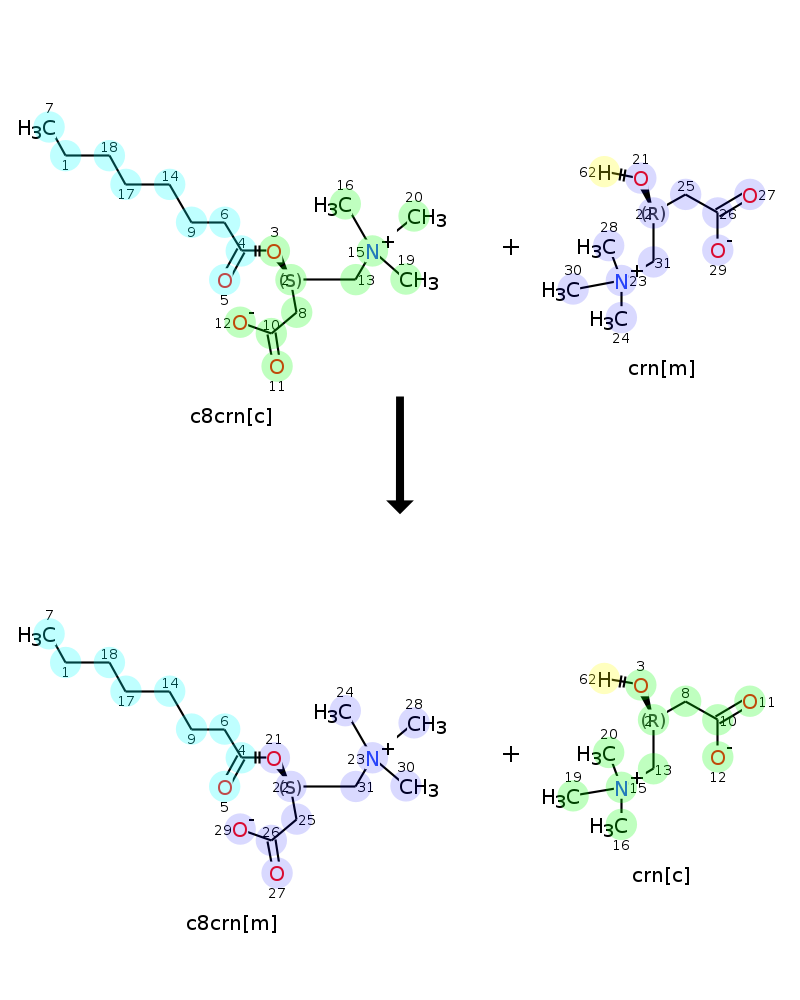 7
H3C
1
18
17
14
9
6
4
5
3
O
O
(S)
2
16
H3C
20
CH3
15
N
+
19
CH3
13
8
10
12
O
-
O
11
c8crn[c]
+
62
H
21
O
25
O
27
26
22
(R)
28
H3C
31
+
N
23
30
H3C
H3C
24
O
-
29
crn[m]
7
H3C
1
18
17
14
9
6
4
5
O
21
O
(S)
22
24
H3C
28
CH3
23
N
+
30
CH3
31
25
26
29
O
-
O
27
c8crn[m]
+
62
H
3
O
8
O
11
10
2
(R)
20
H3C
13
+
N
15
19
H3C
H3C
16
O
-
12
crn[c]